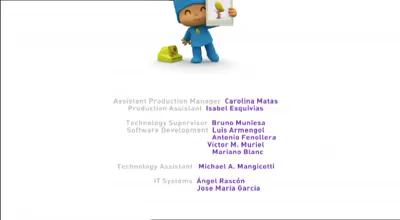 Assistant Production Manager Carolina Matas
Production Assistant Isabel Esquivias
Technology Supervisor Bruno Muniesa
Software Development Luis Armengol
Antonio Fenollera
Víctor M. Muriel
Mariano Blanc
Technology Assistant Michael A. Mangicotti
IT Systems Ángel Rascón
Jose María García